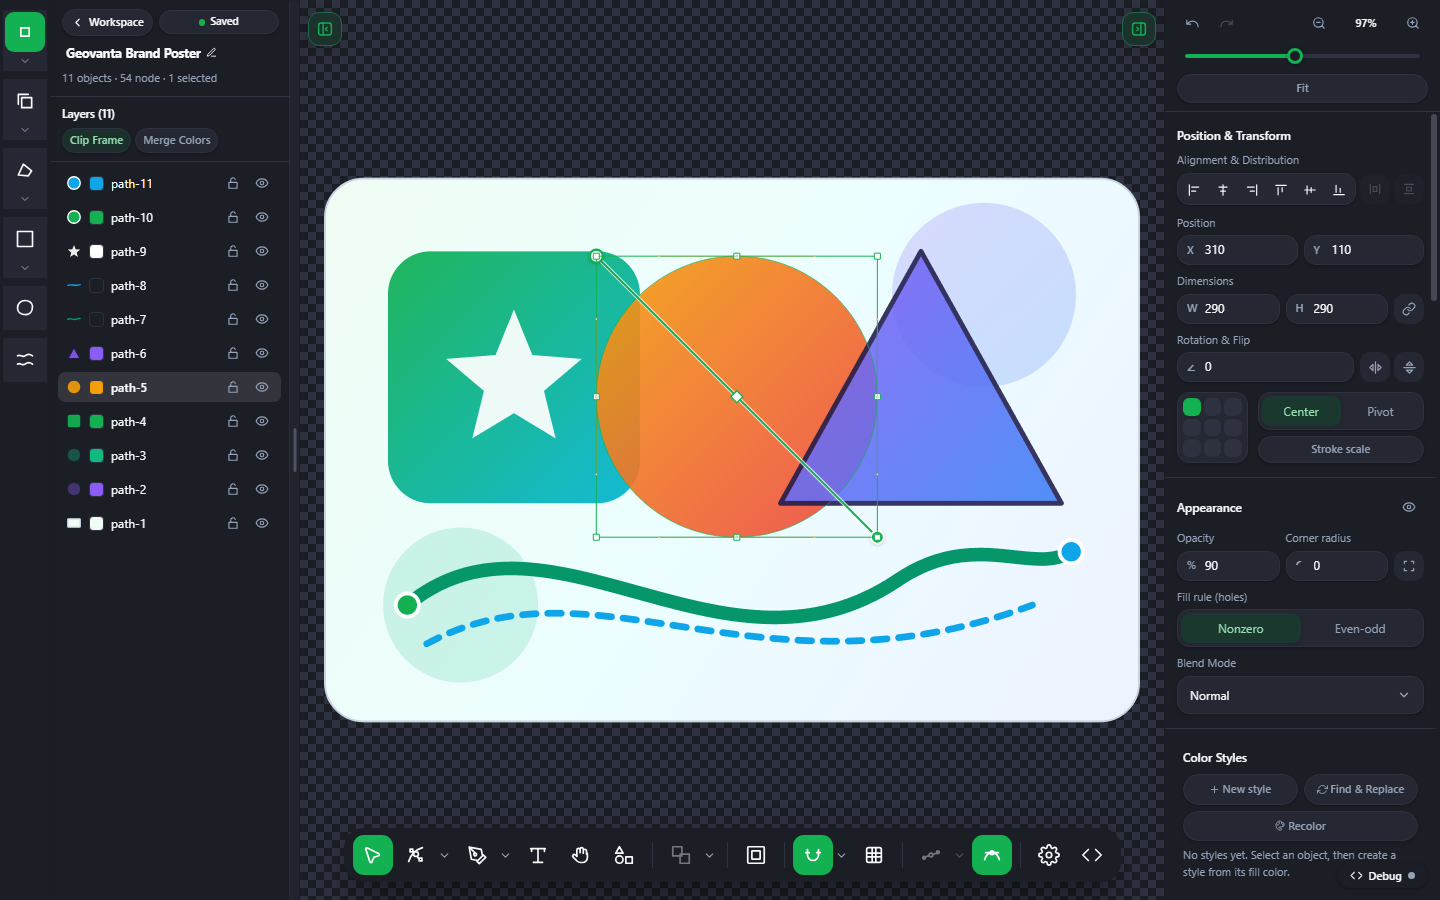 Workspace
Saved
Geovanta Brand Poster
11 objects · 54 node · 1 selected
Layers (11)
Clip Frame
Merge Colors
path-11
path-10
path-9
path-8
path-7
path-6
path-5
path-4
path-3
path-2
path-1
97%
Fit
Position & Transform
Alignment & Distribution
Position
X 310
Y 110
Dimensions
W 290
H 290
Rotation & Flip
0
Center
Pivot
Stroke scale
Appearance
Opacity
Corner radius
% 90
0
Fill rule (holes)
Nonzero
Even-odd
Blend Mode
Normal
Color Styles
+ New style
Find & Replace
Recolor
No styles yet. Select an object, then create a
style from its fill color.
Debug